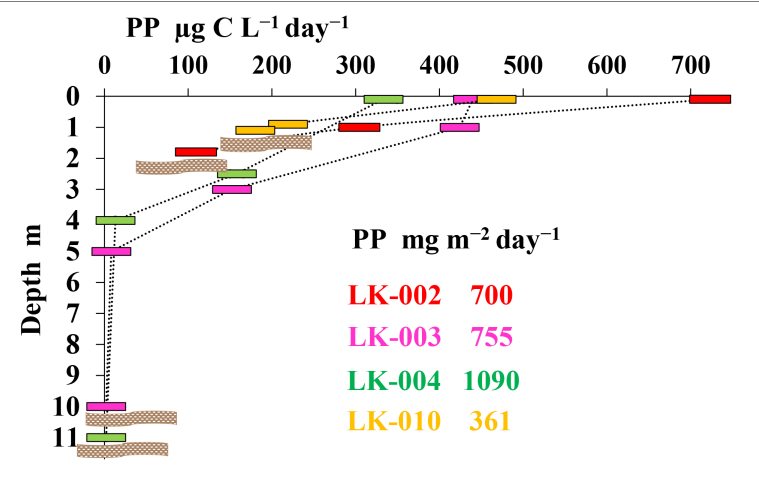 PP µg C L⁻¹ day⁻¹
0 100 200 300 400 500 600 700
0
1
2
3
4
5
6
7
8
9
10
11
Depth m
PP mg m⁻² day⁻¹
LK-002 700
LK-003 755
LK-004 1090
LK-010 361